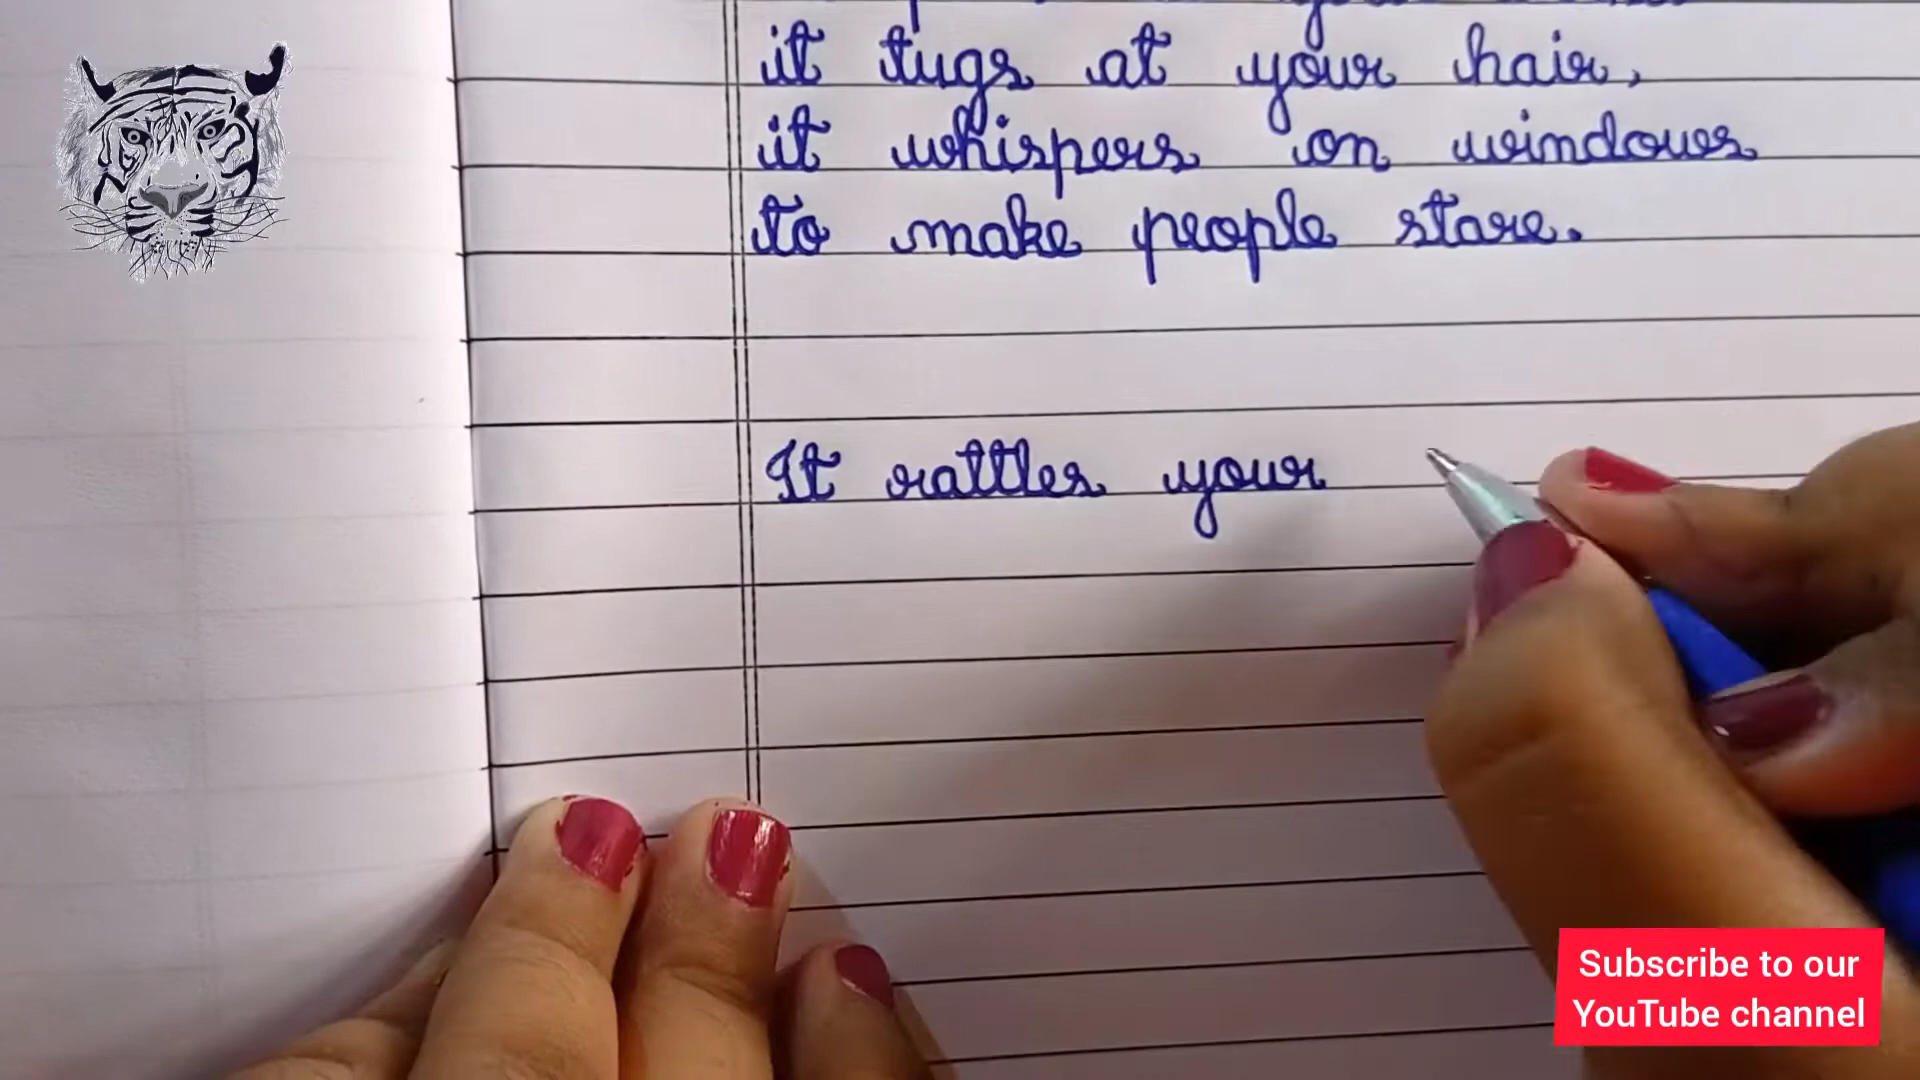 it tugs at your hair,
it whispers on windows
to make people stare.
It rattles your
Subscribe to our
YouTube channel